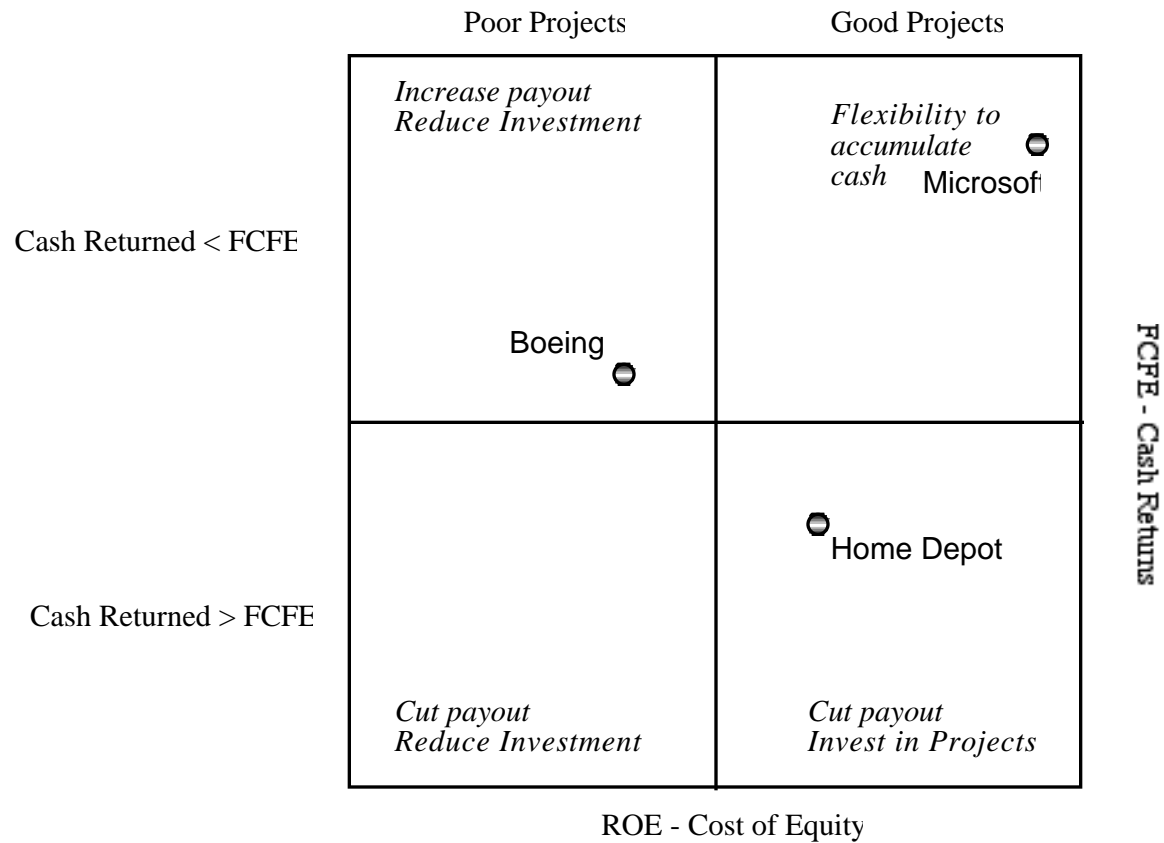 Poor Projects
Good Projects
Increase payout
Reduce Investment
Flexibility to
accumulate
cash
Microsoft
Cash Returned < FCFE
Boeing
FCFE - Cash Returns
Home Depot
Cash Returned > FCFE
Cut payout
Reduce Investment
Cut payout
Invest in Projects
ROE - Cost of Equity